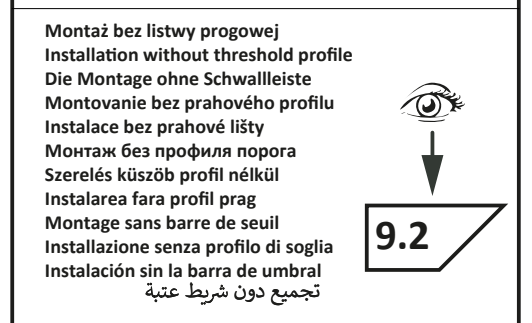 Montaż bez listwy progowej
Installation without threshold profile
Die Montage ohne Schwallleiste
Montovanie bez prahového profilu
Instalace bez prahové lišty
Монтаж без профиля порога
Szerelés küszöb profil nélkül
Instalarea fara profil prag
Montage sans barre de seuil
Installazione senza profilo di soglia
Instalación sin la barra de umbral
تجميع دون شريط عتبة
9.2